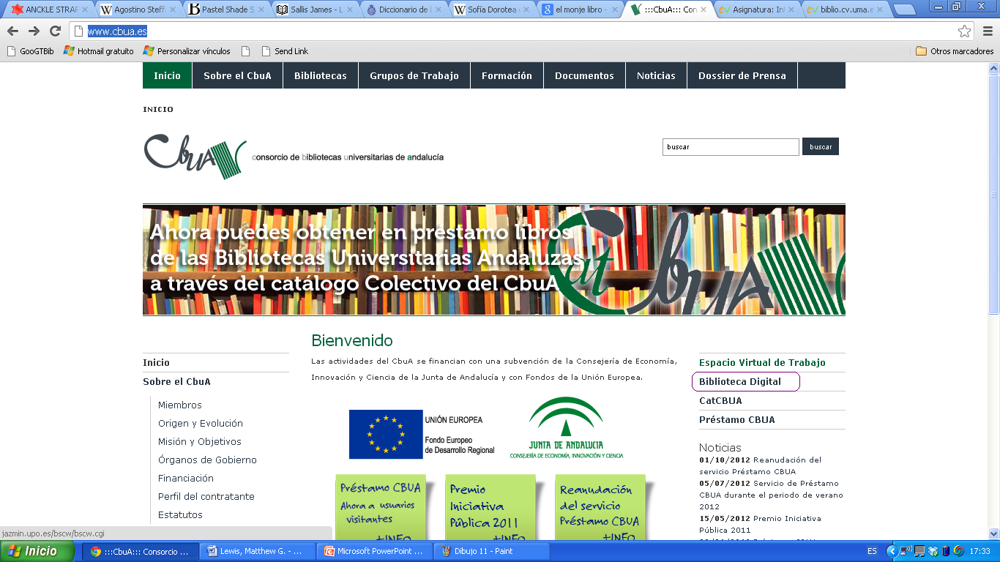 ANCKLE STRAF
Agostino Steff
Pastel Shade S
Sallis James - L
Diccionario de l
Sofía Dorotea
el monje libro -
:::CbuA::: Con
Asignatura: Int
biblio.cv.uma.e
www.cbua.es
GooGTBib
Hotmail gratuito
Personalizar vínculos
Send Link
Otros marcadores
Inicio
Sobre el CbuA
Bibliotecas
Grupos de Trabajo
Formación
Documentos
Noticias
Dossier de Prensa
INICIO
CbuA
consorcio de bibliotecas universitarias de andalucía
buscar
buscar
Ahora puedes obtener en préstamo libros
de las Bibliotecas Universitarias Andaluzas
a través del catálogo Colectivo del CbuA
Cat
CbuA
Inicio
Sobre el CbuA
Miembros
Origen y Evolución
Misión y Objetivos
Órganos de Gobierno
Financiación
Perfil del contratante
Estatutos
Bienvenido
Las actividades del CbuA se financian con una subvención de la Consejería de Economía,
Innovación y Ciencia de la Junta de Andalucía y con Fondos de la Unión Europea.
UNIÓN EUROPEA
Fondo Europeo
de Desarrollo Regional
JUNTA DE ANDALUCIA
CONSEJERÍA DE ECONOMÍA, INNOVACIÓN Y CIENCIA
Préstamo CBUA
Ahora a usuarios
visitantes
+INFO
Premio
Iniciativa
Pública 2011
+INFO
Reanudación
del servicio
Préstamo CBUA
+INFO
Espacio Virtual de Trabajo
Biblioteca Digital
CatCBUA
Préstamo CBUA
Noticias
01/10/2012 Reanudación del
servicio Préstamo CBUA
05/07/2012 Servicio de Préstamo
CBUA durante el periodo de verano
2012
15/05/2012 Premio Iniciativa
Pública 2011
jazmin.upo.es/bscw/bscw.cgi
Inicio
:::CbuA::: Consorcio ...
Lewis, Matthew G. - ...
Microsoft PowerPoint ...
Dibujo 11 - Paint
ES
17:33